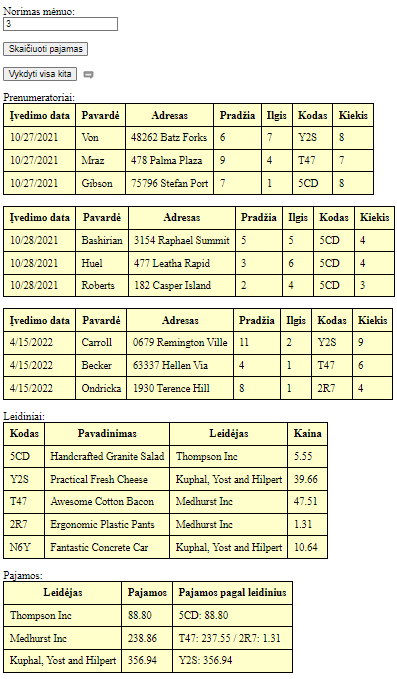 Norimas mėnuo:
3
Skaičiuoti pajamas
Vykdyti visa kita
Prenumeratoriai:
Įvedimo data Pavardė Adresas Pradžia Ilgis Kodas Kiekis
10/27/2021 Von 48262 Batz Forks 6 7 Y2S 8
10/27/2021 Mraz 478 Palma Plaza 9 4 T47 7
10/27/2021 Gibson 75796 Stefan Port 7 1 5CD 8
Įvedimo data Pavardė Adresas Pradžia Ilgis Kodas Kiekis
10/28/2021 Bashirian 3154 Raphael Summit 5 5 5CD 4
10/28/2021 Huel 477 Leatha Rapid 3 6 5CD 4
10/28/2021 Roberts 182 Casper Island 2 4 5CD 3
Įvedimo data Pavardė Adresas Pradžia Ilgis Kodas Kiekis
4/15/2022 Carroll 0679 Remington Ville 11 2 Y2S 9
4/15/2022 Becker 63337 Hellen Via 4 1 T47 6
4/15/2022 Ondricka 1930 Terence Hill 8 1 2R7 4
Leidiniai:
Kodas Pavadinimas Leidėjas Kaina
5CD Handcrafted Granite Salad Thompson Inc 5.55
Y2S Practical Fresh Cheese Kuphal, Yost and Hilpert 39.66
T47 Awesome Cotton Bacon Medhurst Inc 47.51
2R7 Ergonomic Plastic Pants Medhurst Inc 1.31
N6Y Fantastic Concrete Car Kuphal, Yost and Hilpert 10.64
Pajamos:
Leidėjas Pajamos Pajamos pagal leidinius
Thompson Inc 88.80 5CD: 88.80
Medhurst Inc 238.86 T47: 237.55 / 2R7: 1.31
Kuphal, Yost and Hilpert 356.94 Y2S: 356.94